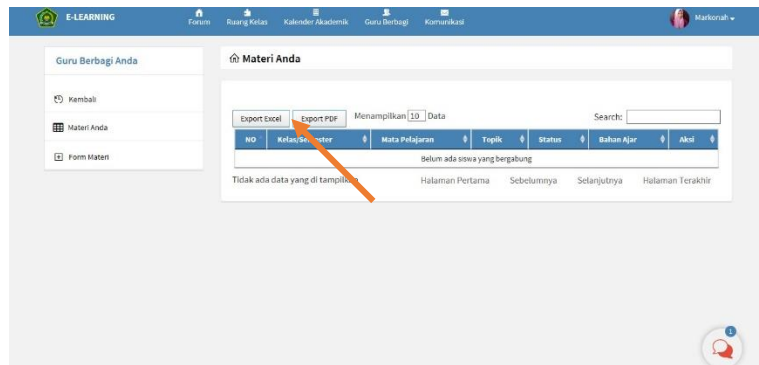 E-LEARNING
Forum Ruang Kelas Kalender Akademik Guru Berbagi Komunikasi
Markonah
Guru Berbagi Anda
Kembali
Materi Anda
Form Materi
Materi Anda
Export Excel Export PDF Menampilkan 10 Data Search:
NO Kelas/Semester Mata Pelajaran Topik Status Bahan Ajar Aksi
Belum ada siswa yang bergabung
Tidak ada data yang di tampilkan Halaman Pertama Sebelumnya Selanjutnya Halaman Terakhir
1